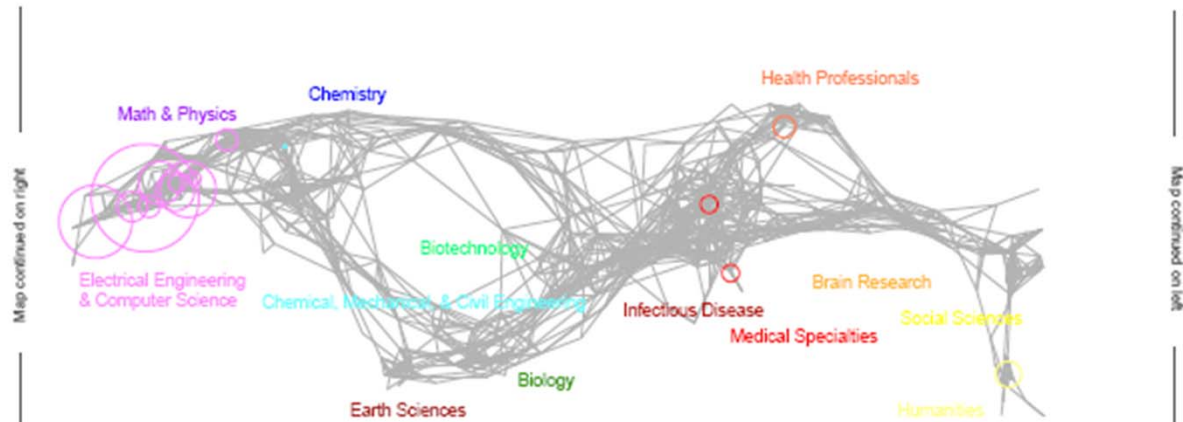 Map continued on right
Math & Physics
Chemistry
Health Professionals
Electrical Engineering
& Computer Science
Biotechnology
Chemical, Mechanical, & Civil Engineering
Infectious Disease
Brain Research
Social Sciences
Medical Specialties
Biology
Earth Sciences
Humanities
Map continued on left